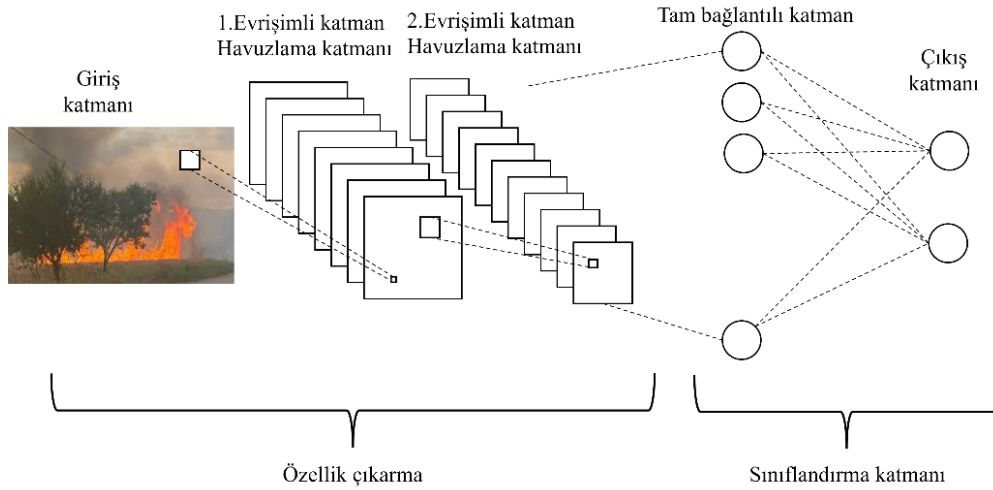 Giriş
katmanı
1.Evrişimli katman
Havuzlama katmanı
2.Evrişimli katman
Havuzlama katmanı
Tam bağlantılı katman
Çıkış
katmanı
Özellik çıkarma
Sınıflandırma katmanı